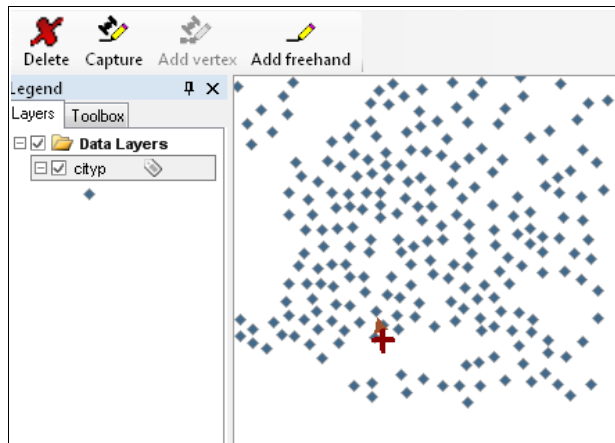 Delete Capture Add vertex Add freehand
Legend
Layers Toolbox
Data Layers
cityp